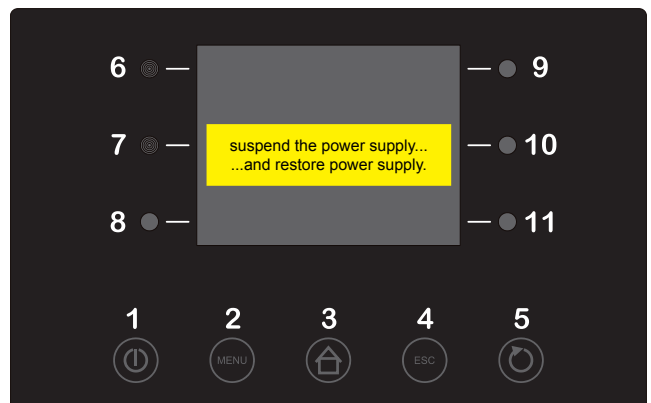 6
9
suspend the power supply...
...and restore power supply.
7
10
8
11
1
2
3
4
5
MENU
ESC